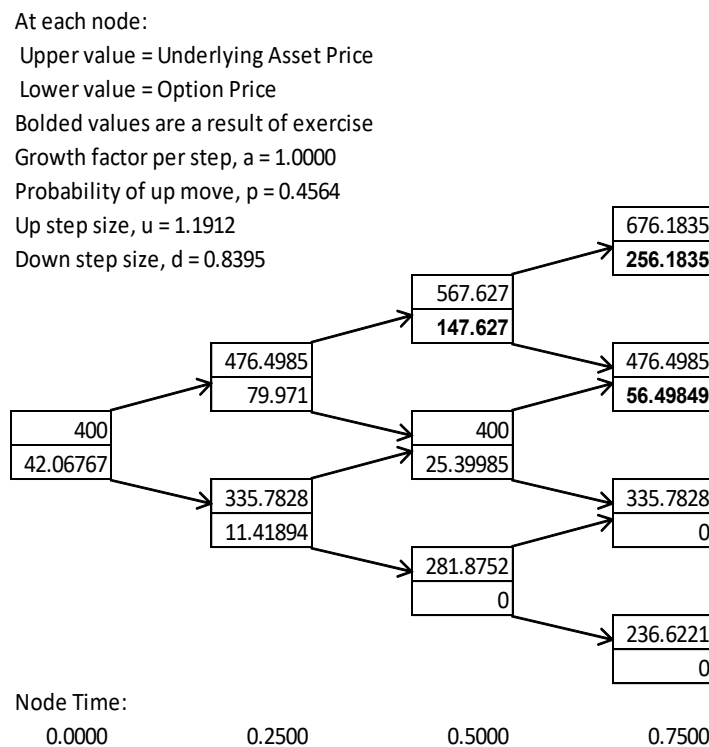 At each node:
Upper value = Underlying Asset Price
Lower value = Option Price
Bolded values are a result of exercise
Growth factor per step, a = 1.0000
Probability of up move, p = 0.4564
Up step size, u = 1.1912
Down step size, d = 0.8395
676.1835
256.1835
567.627
147.627
476.4985
79.971
476.4985
56.49849
400
42.06767
400
25.39985
335.7828
11.41894
335.7828
0
281.8752
0
236.6221
0
Node Time:
0.0000 0.2500 0.5000 0.7500